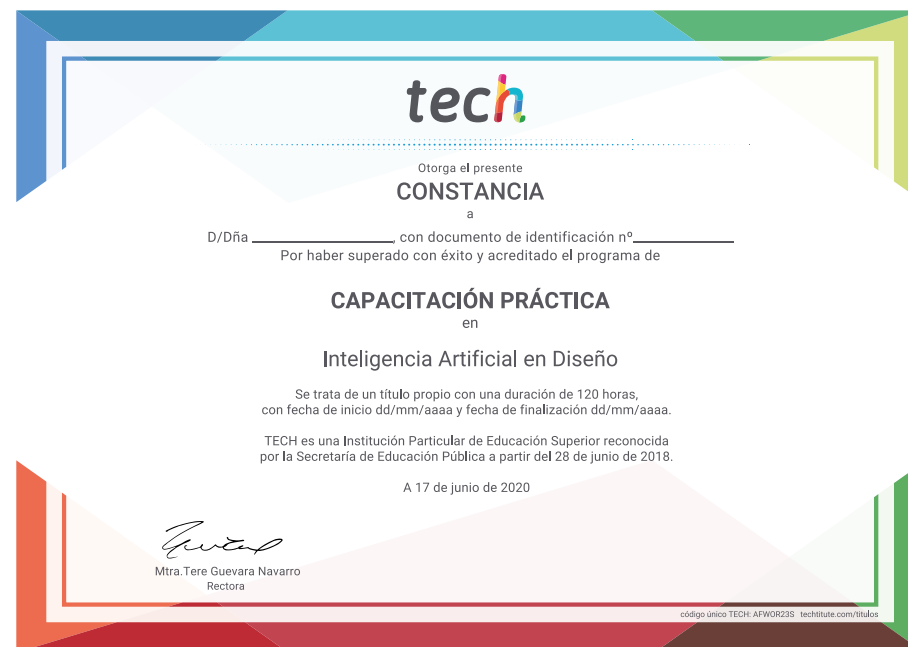 tech
Otorga el presente
CONSTANCIA
a
D/Dña ____________________, con documento de identificación nº______________
Por haber superado con éxito y acreditado el programa de
CAPACITACIÓN PRÁCTICA
en
Inteligencia Artificial en Diseño
Se trata de un título propio con una duración de 120 horas,
con fecha de inicio dd/mm/aaaa y fecha de finalización dd/mm/aaaa.
TECH es una Institución Particular de Educación Superior reconocida
por la Secretaría de Educación Pública a partir del 28 de junio de 2018.
A 17 de junio de 2020
Mtra.Tere Guevara Navarro
Rectora
código único TECH: AFWOR23S techtitute.com/titulos